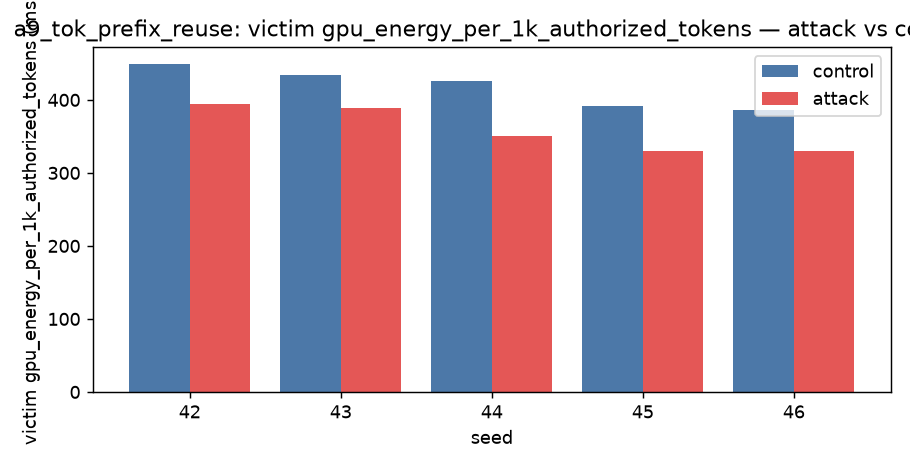 a9_tok_prefix_reuse: victim gpu_energy_per_1k_authorized_tokens — attack vs
control
attack
victim gpu_energy_per_1k_authorized_tokens
400
300
200
100
0
42 43 44 45 46
seed